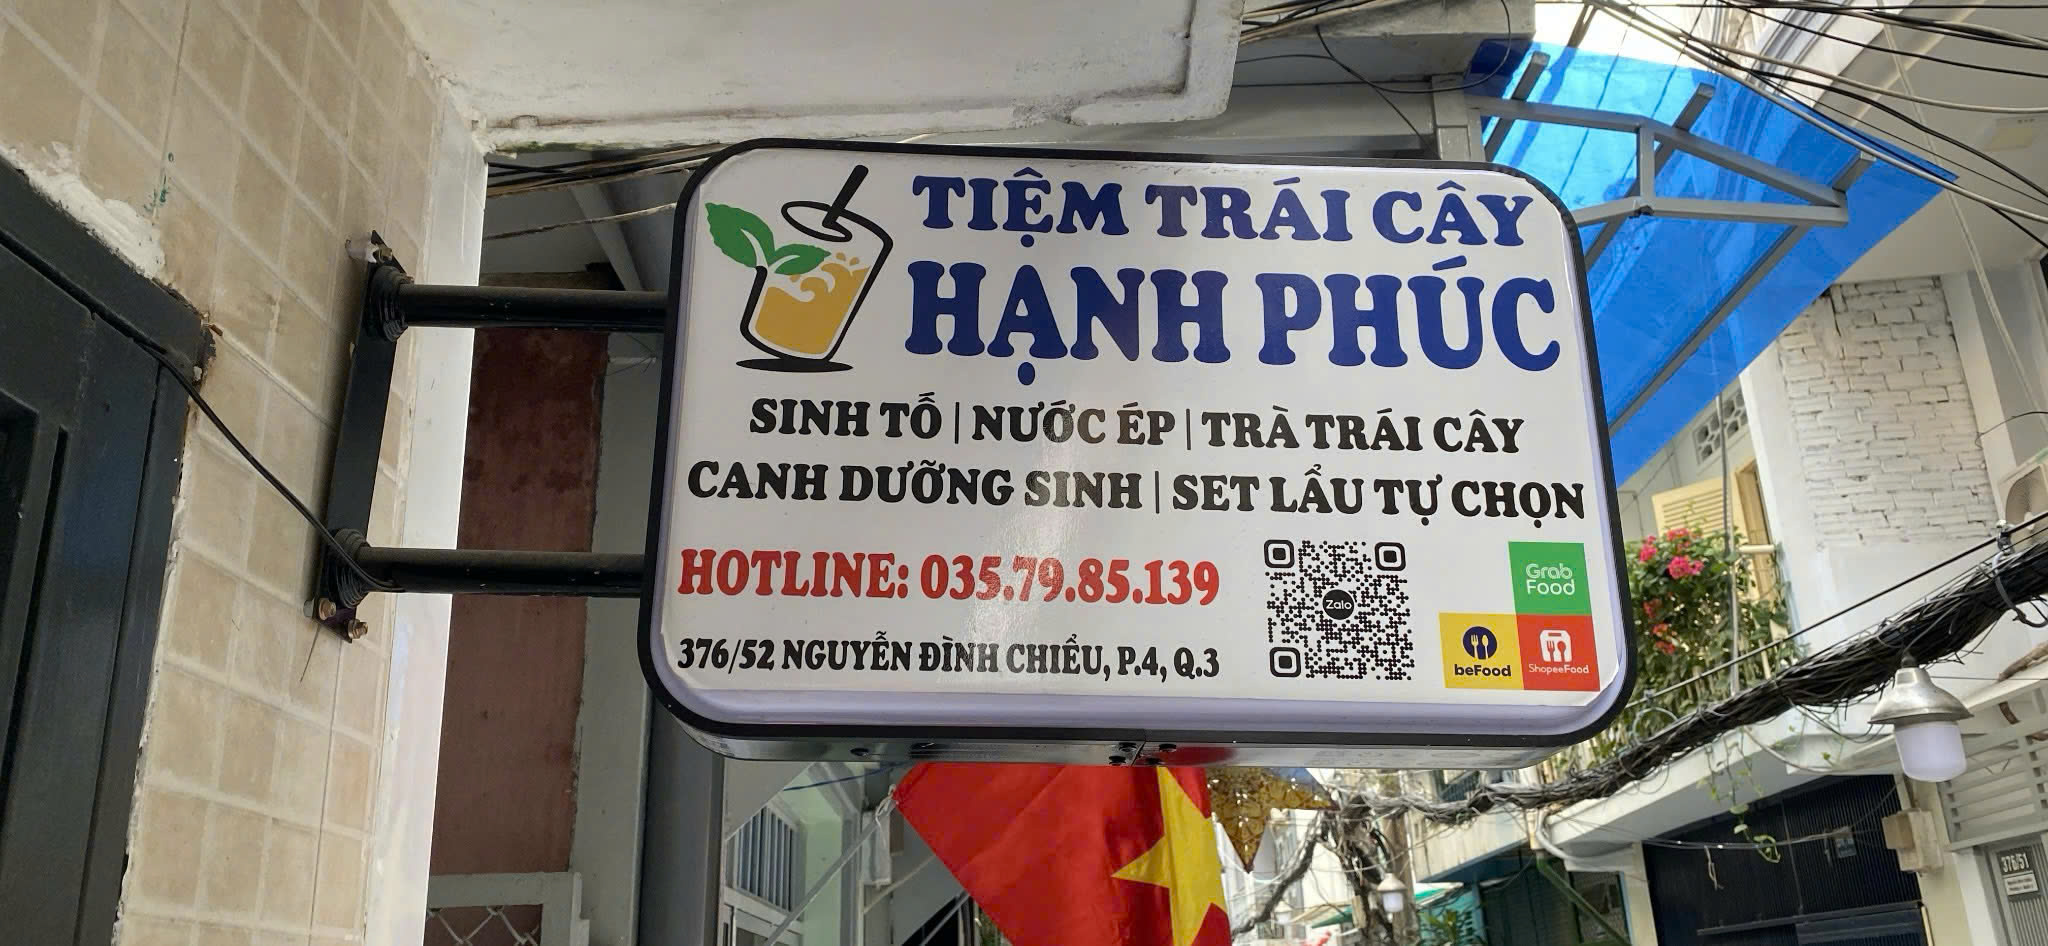 TIỆM TRÁI CÂY
HẠNH PHÚC
SINH TỐ | NƯỚC ÉP | TRÀ TRÁI CÂY
CANH DƯỠNG SINH | SET LẨU TỰ CHỌN
HOTLINE: 035.79.85.139
376/52 NGUYỄN ĐÌNH CHIỂU, P.4, Q.3
Zalo
Grab
Food
beFood
ShopeeFood
376/51